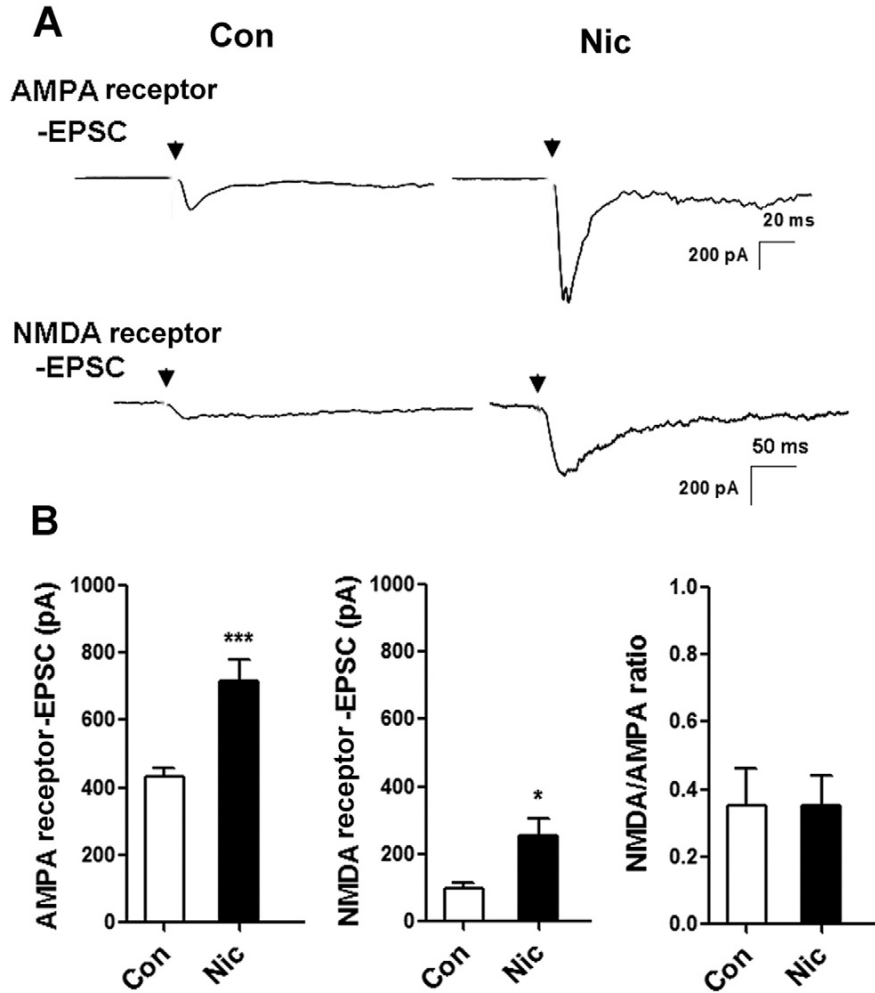 A
Con
Nic
AMPA receptor
-EPSC
20 ms
200 pA
NMDA receptor
-EPSC
50 ms
200 pA
B
AMPA receptor-EPSC (pA)
1000
800
600
400
200
0
***
Con
Nic
NMDA receptor -EPSC (pA)
1000
800
600
400
200
0
*
Con
Nic
NMDA/AMPA ratio
1.0
0.8
0.6
0.4
0.2
0.0
Con
Nic